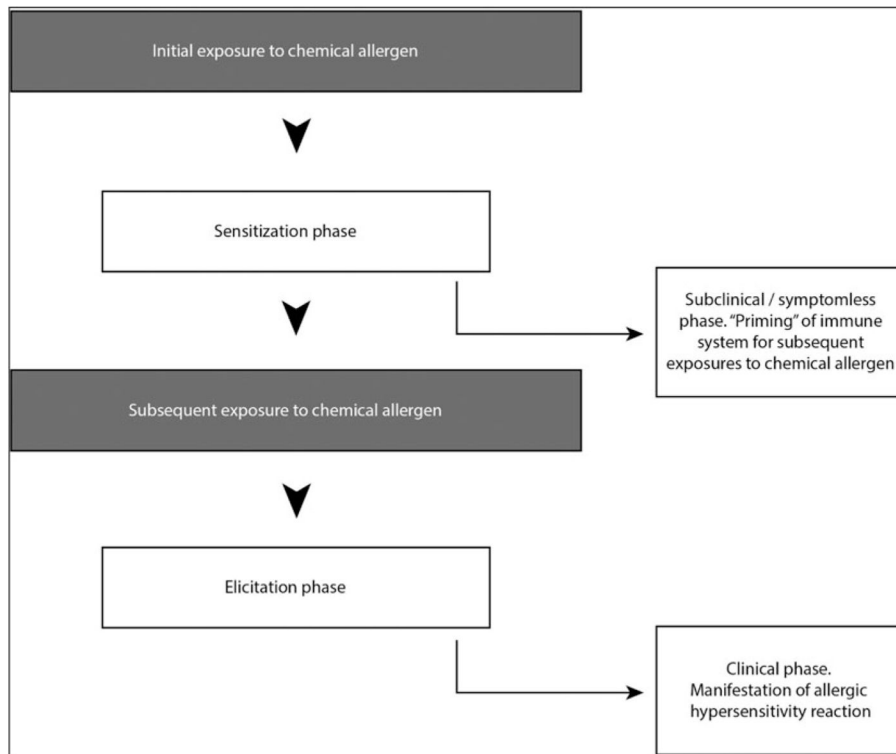 Initial exposure to chemical allergen
Sensitization phase
Subclinical / symptomless
phase. “Priming” of immune
system for subsequent
exposures to chemical allergen
Subsequent exposure to chemical allergen
Elicitation phase
Clinical phase.
Manifestation of allergic
hypersensitivity reaction